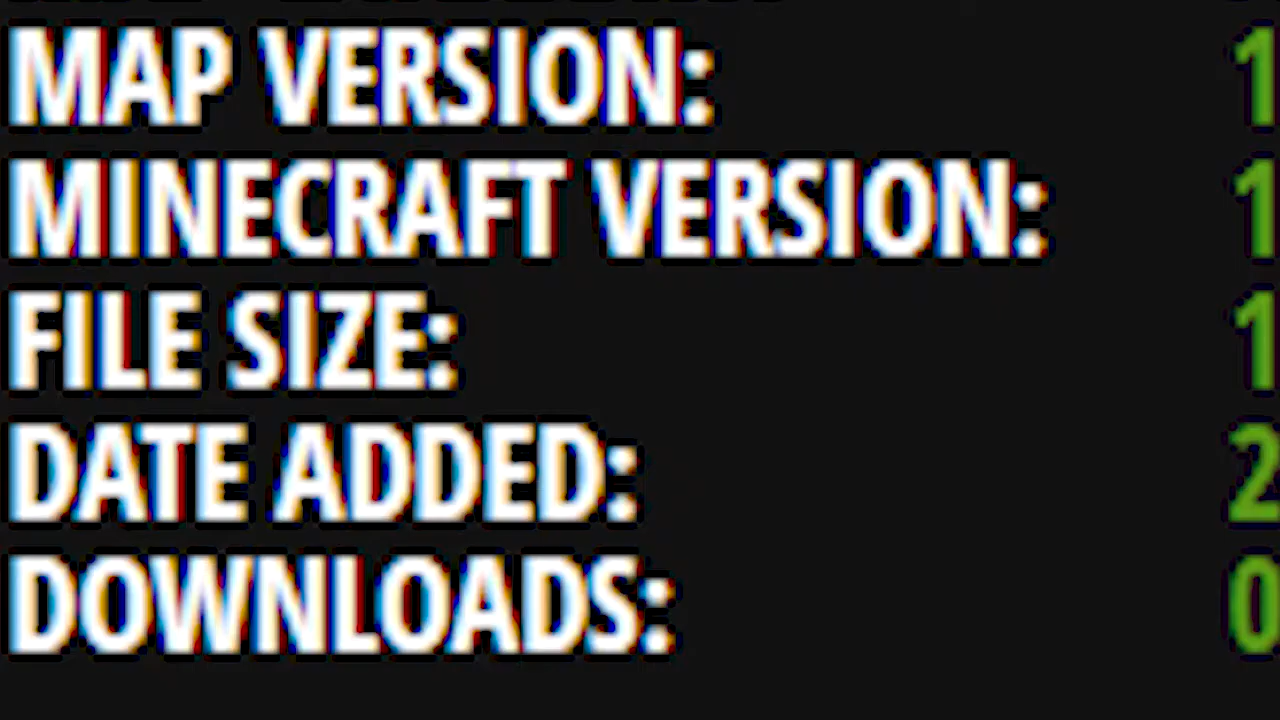 MAP VERSION: 1
MINECRAFT VERSION: 1
FILE SIZE: 1
DATE ADDED: 2
DOWNLOADS: 0